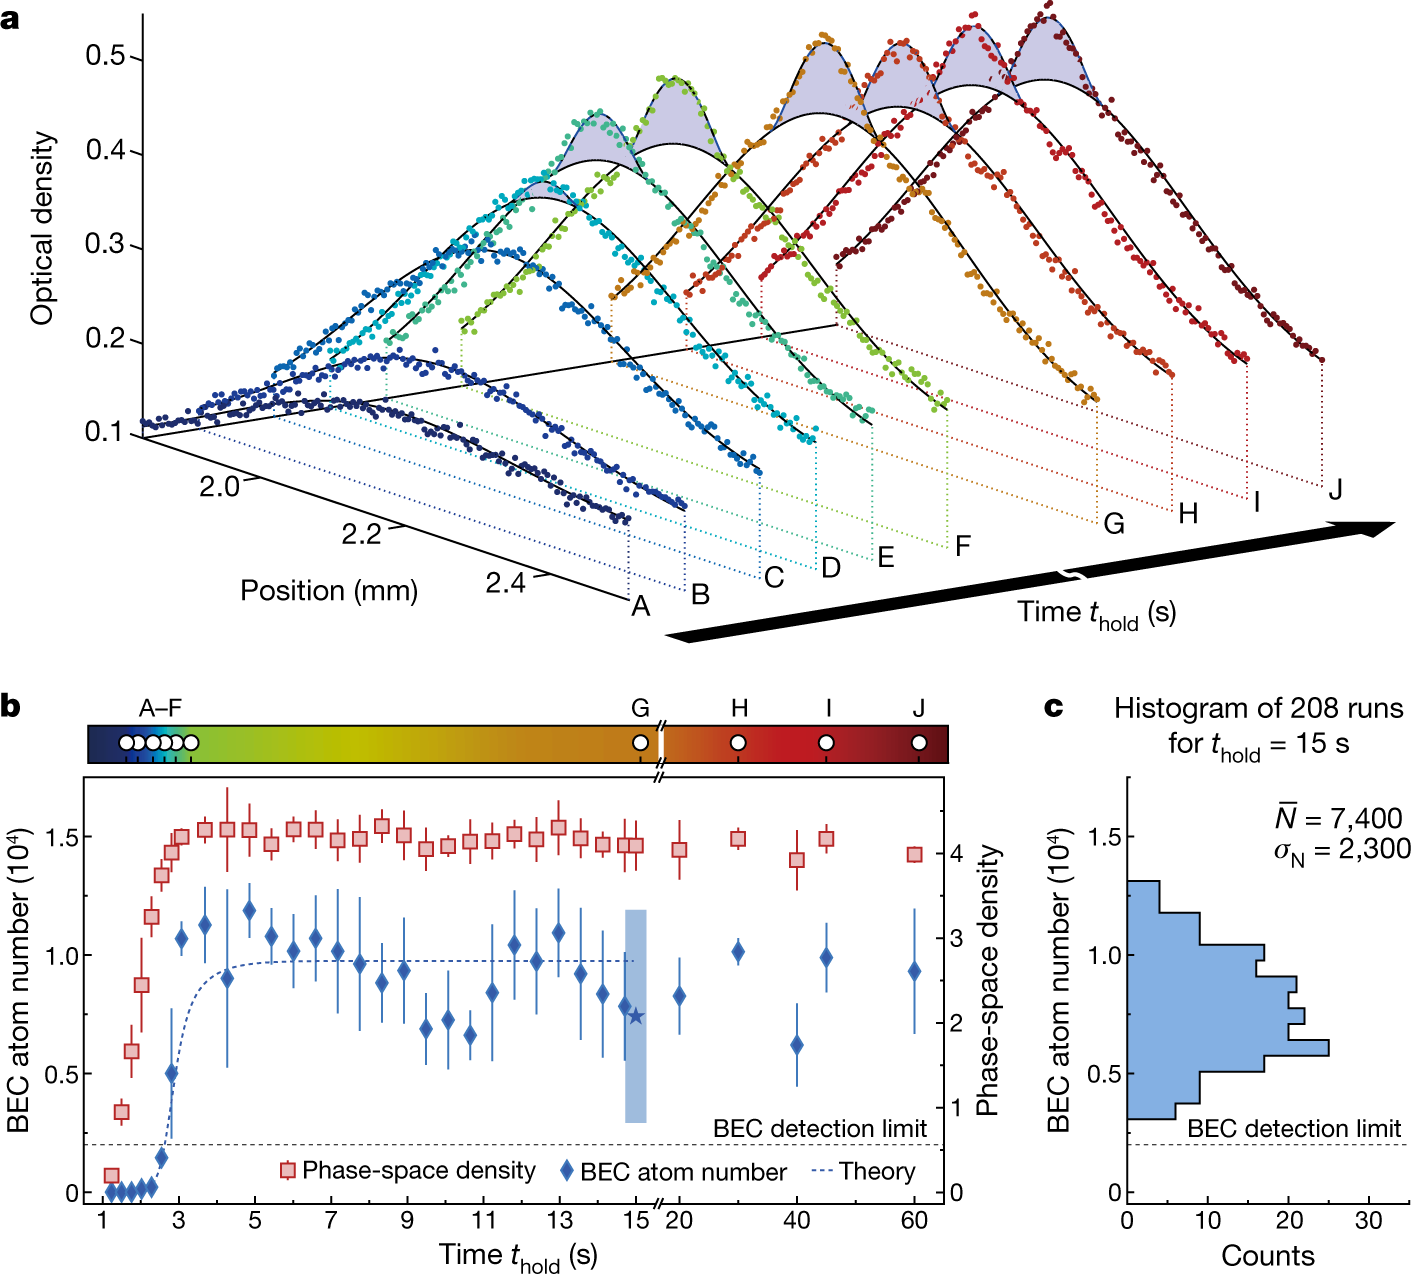 a
0.5
0.4
0.3
0.2
0.1
Optical density
2.0
2.2
2.4
Position (mm)
A
B
C
D
E
F
G
H
I
J
Time t_hold (s)
b
A–F
G
H
I
J
1.5
1.0
0.5
0
BEC atom number (10⁴)
4
3
2
1
0
Phase-space density
BEC detection limit
Phase-space density
BEC atom number
Theory
1 3 5 7 9 11 13 15 20 40 60
Time t_hold (s)
c
Histogram of 208 runs
for t_hold = 15 s
N̅ = 7,400
σ_N = 2,300
1.5
1.0
0.5
0
BEC atom number (10⁴)
BEC detection limit
0 10 20 30
Counts